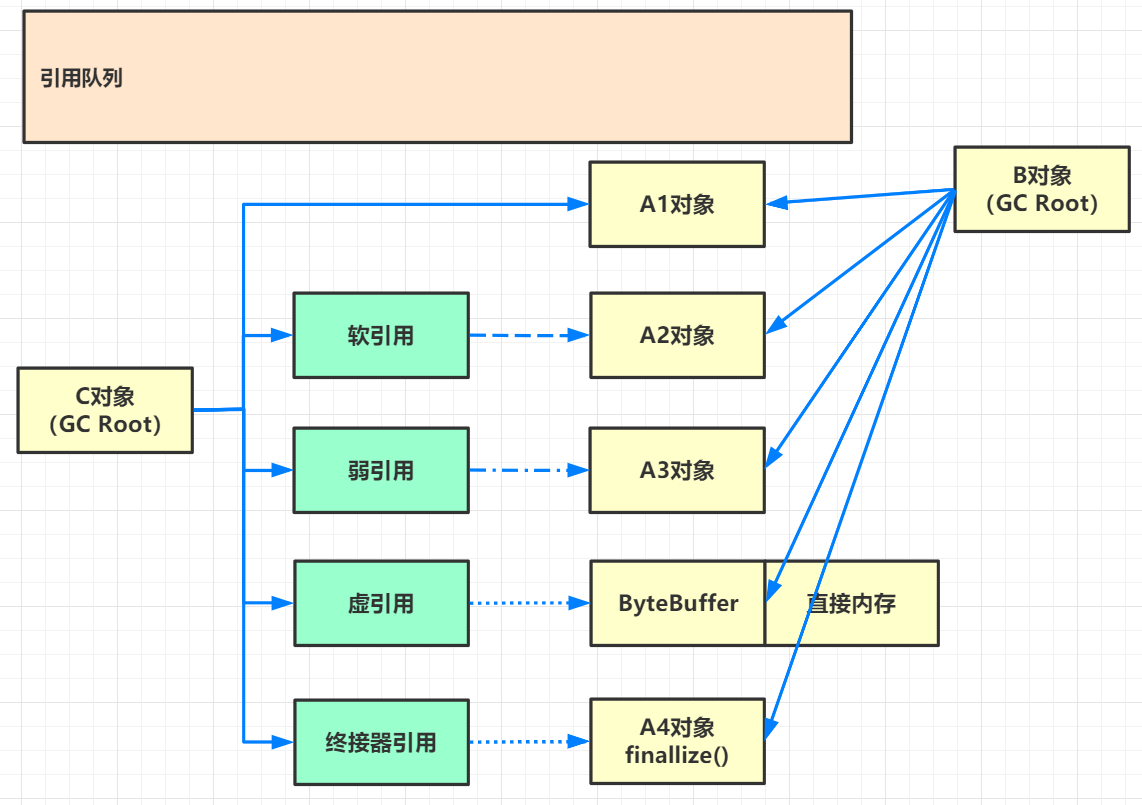 引用队列
A1对象
B对象
（GC Root）
软引用
A2对象
C对象
（GC Root）
弱引用
A3对象
虚引用
ByteBuffer
直接内存
终接器引用
A4对象
finallize()